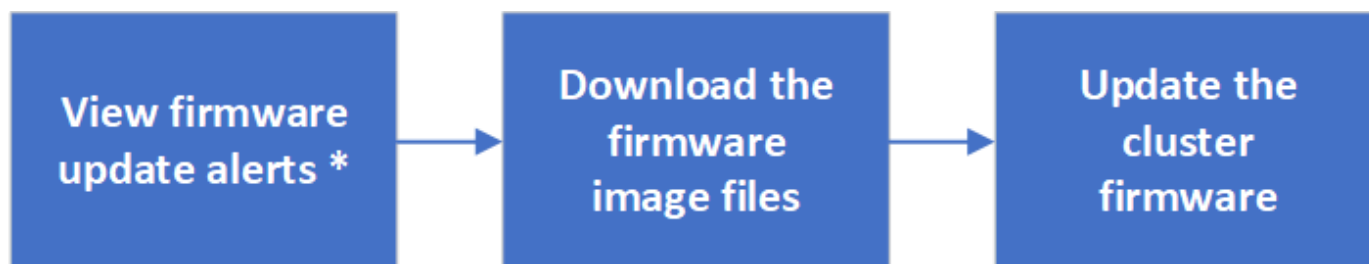 View firmware
update alerts *
Download the
firmware
image files
Update the
cluster
firmware